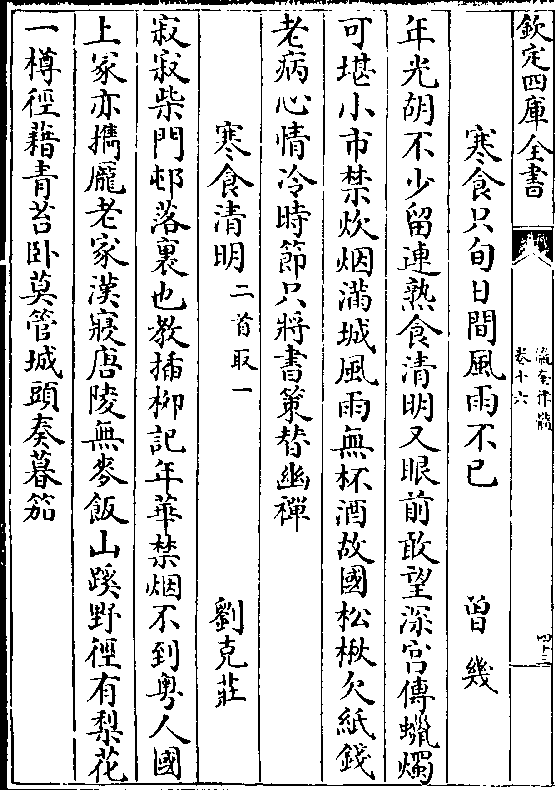 欽定四庫全書
瀛奎律髓
卷十六
寒食只旬日間風雨不已 曾幾
年光胡不少留連熟食清明又眼前敢望深宫傳蠟燭
可堪小市禁炊烟滿城風雨無杯酒故國松楸欠紙錢
老病心情冷時節只將書策替幽禪
寒食清明 二首取一 劉克莊
寂寂柴門邨落裏也教插栁記年華禁烟不到粤人國
上冢亦擕龎老家漢寢唐陵無麥飯山蹊野徑有梨花
一樽徑藉青苔卧莫管城頭奏暮笳